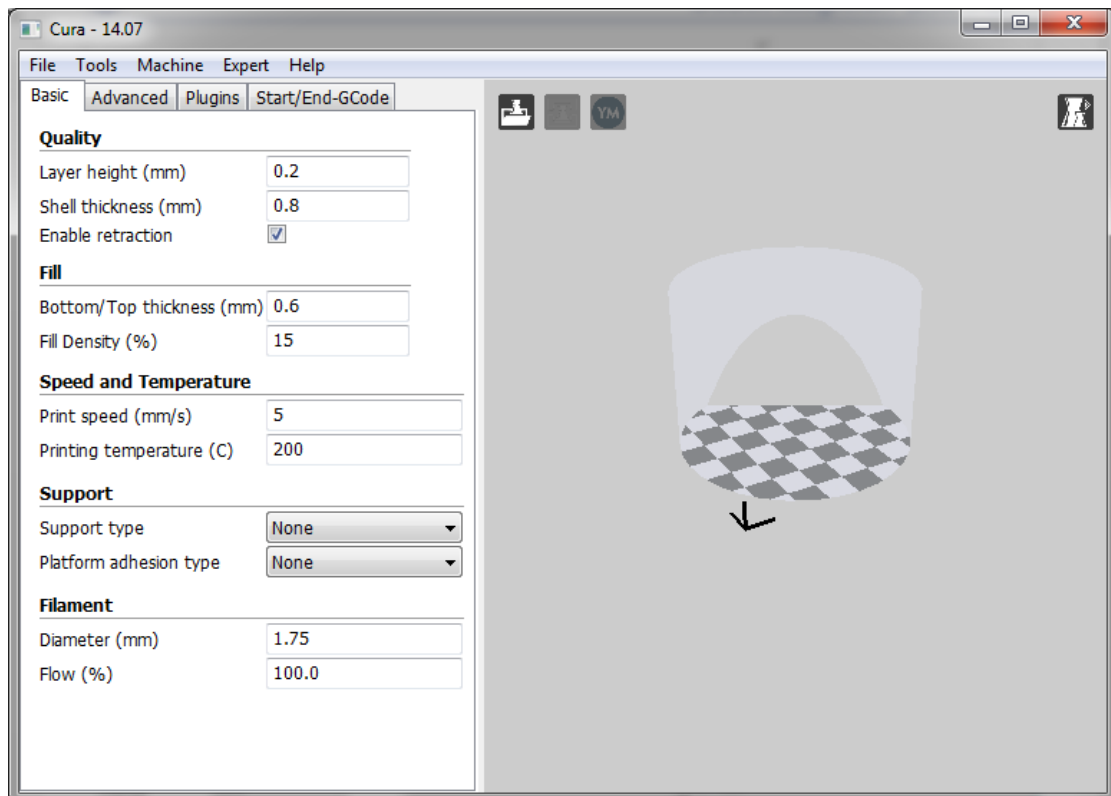 Cura - 14.07
File Tools Machine Expert Help
Basic Advanced Plugins Start/End-GCode
Quality
Layer height (mm) 0.2
Shell thickness (mm) 0.8
Enable retraction
Fill
Bottom/Top thickness (mm) 0.6
Fill Density (%) 15
Speed and Temperature
Print speed (mm/s) 5
Printing temperature (C) 200
Support
Support type None
Platform adhesion type None
Filament
Diameter (mm) 1.75
Flow (%) 100.0
YM